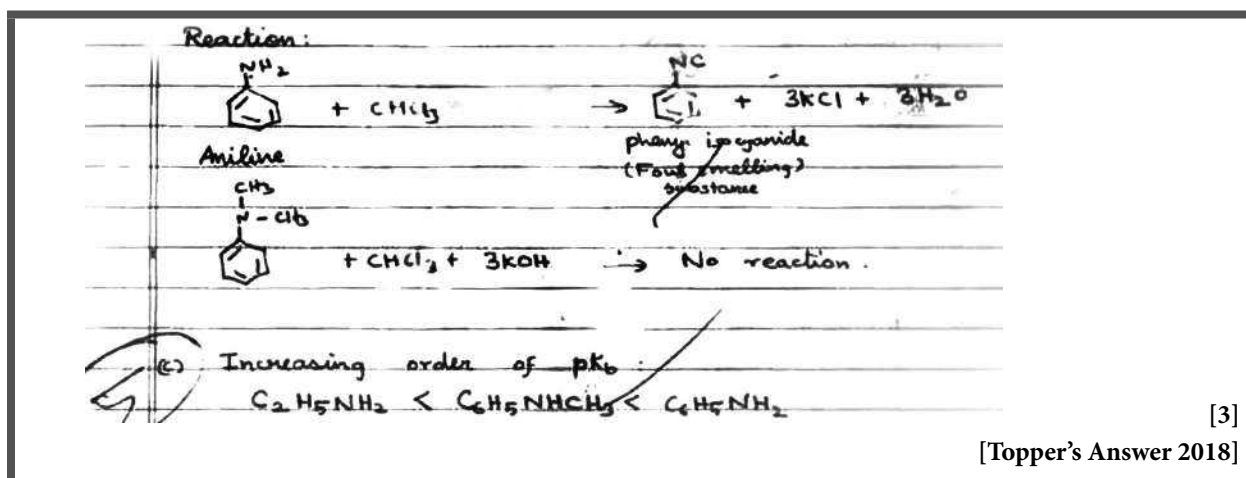 Reaction:
NH2
+ CHCl3 → + 3KCl + 3H2O
NC
Aniline
phenyl isocyanide
(Foul smelling)
substance
CH3
N - CH3
+ CHCl3 + 3KOH → No reaction.
(C) Increasing order of pKb :
C2H5NH2 < C6H5NHCH3 < C6H5NH2
[3]
[Topper's Answer 2018]